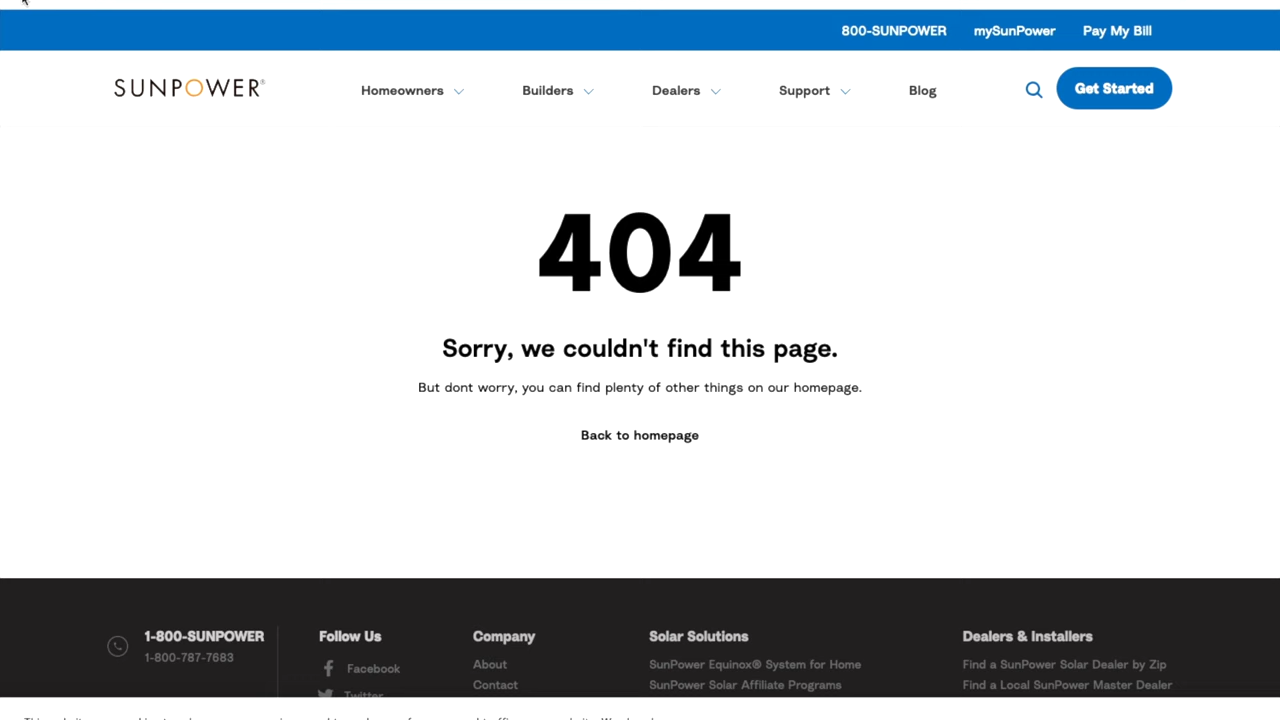 800-SUNPOWER mySunPower Pay My Bill
SUNPOWER® Homeowners Builders Dealers Support Blog Get Started
404
Sorry, we couldn't find this page.
But dont worry, you can find plenty of other things on our homepage.
Back to homepage
1-800-SUNPOWER Follow Us Company Solar Solutions Dealers & Installers
1-800-787-7683 Facebook About SunPower Equinox® System for Home Find a SunPower Solar Dealer by Zip
Twitter Contact SunPower Solar Affiliate Programs Find a Local SunPower Master Dealer